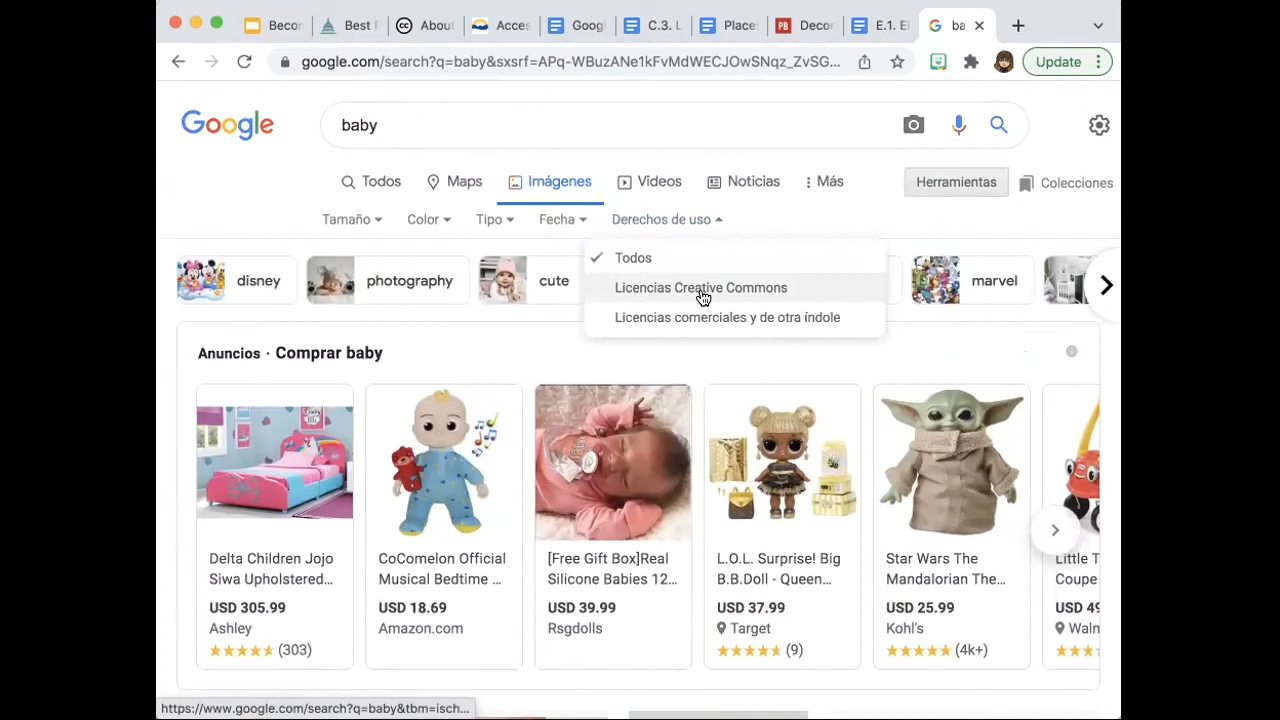 Becon
Best F
About
Acces
Googl
C.3. L
Place
Decor
E.1. El
ba
google.com/search?q=baby&sxsrf=APq-WBuzANe1kFvMdWECJOwSNqz_ZvSG...
Update
Google
baby
Todos
Maps
Imágenes
Videos
Noticias
Más
Herramientas
Colecciones
Tamaño
Color
Tipo
Fecha
Derechos de uso
Todos
Licencias Creative Commons
Licencias comerciales y de otra índole
disney
photography
cute
marvel
Anuncios · Comprar baby
Delta Children Jojo
Siwa Upholstered...
USD 305.99
Ashley
(303)
CoComelon Official
Musical Bedtime ...
USD 18.69
Amazon.com
[Free Gift Box]Real
Silicone Babies 12...
USD 39.99
Rsgdolls
L.O.L. Surprise! Big
B.B.Doll - Queen...
USD 37.99
Target
(9)
Star Wars The
Mandalorian The...
USD 25.99
Kohl's
(4k+)
Little T
Coupe
USD 49
Walm
https://www.google.com/search?q=baby&tbm=isch...